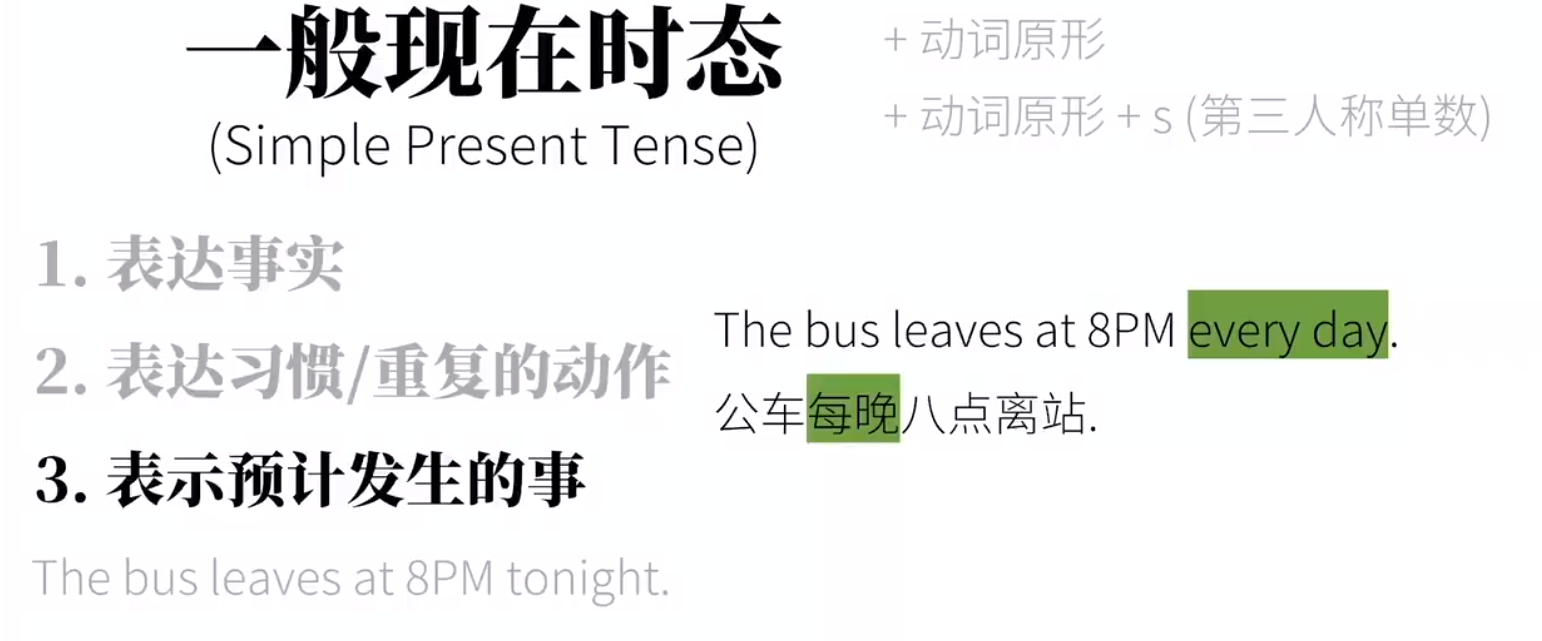 一般现在时态
(Simple Present Tense)
+ 动词原形
+ 动词原形 + s (第三人称单数)
1. 表达事实
2. 表达习惯/重复的动作
3. 表示预计发生的事
The bus leaves at 8PM tonight.
The bus leaves at 8PM every day.
公车每晚八点离站.